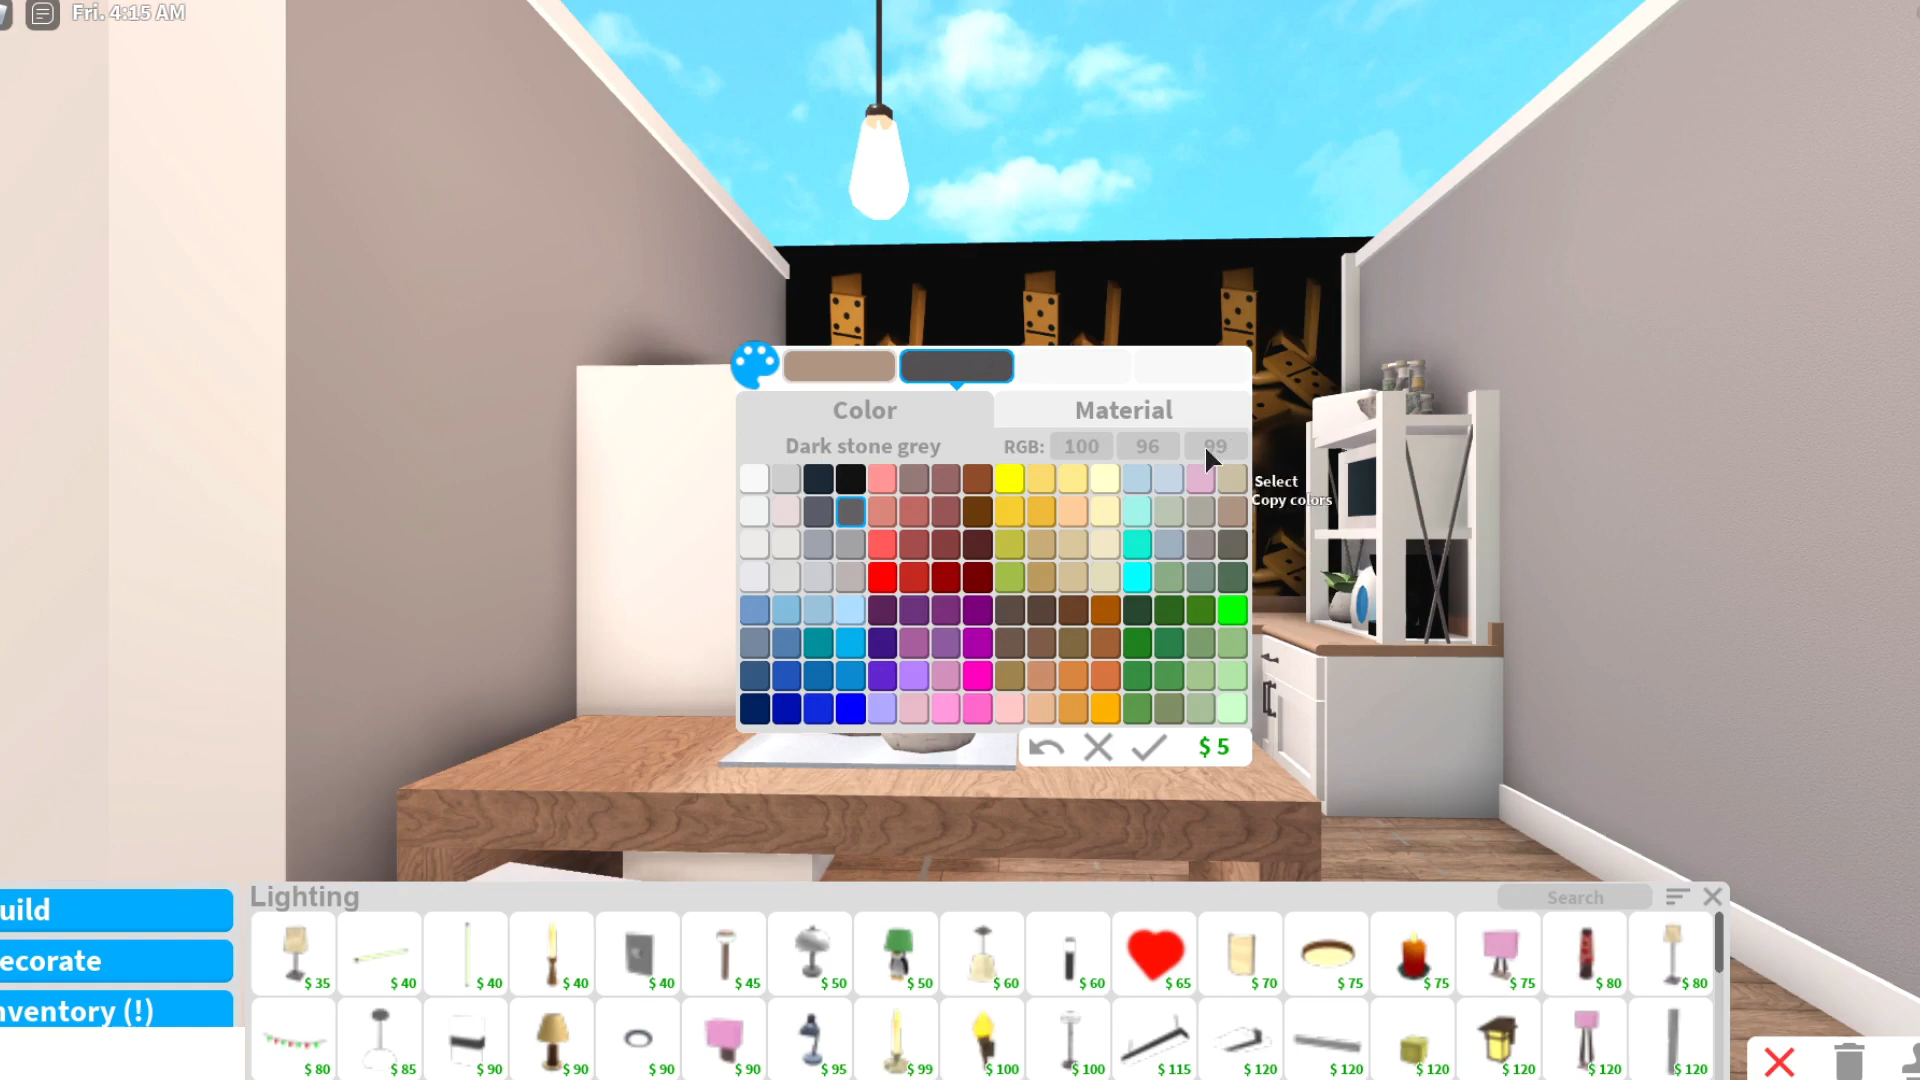 Fri. 4:15 AM
Color
Material
Dark stone grey
RGB: 100 96 99
Select
Copy colors
$ 5
uild
ecorate
nventory (!)
Lighting
Search
$ 35 $ 40 $ 40 $ 40 $ 40 $ 45 $ 50 $ 50 $ 60 $ 60 $ 65 $ 70 $ 75 $ 75 $ 75 $ 80 $ 80
$ 80 $ 85 $ 90 $ 90 $ 90 $ 90 $ 95 $ 99 $ 100 $ 100 $ 115 $ 120 $ 120 $ 120 $ 120 $ 120 $ 120